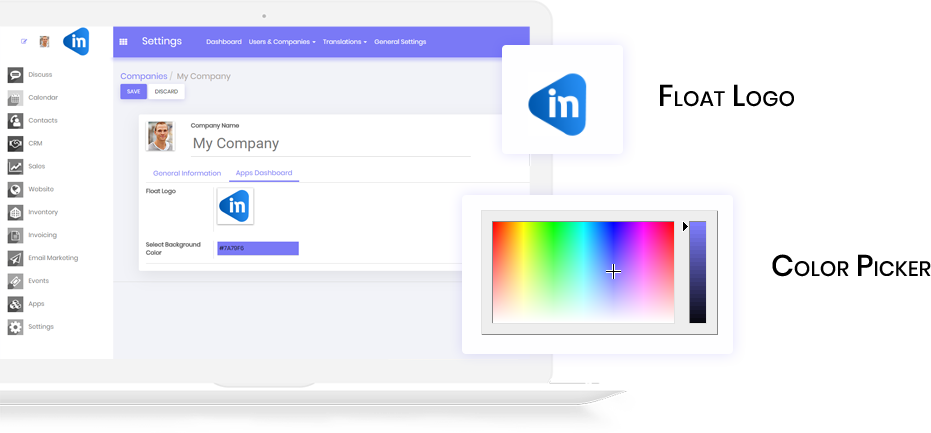 in
Settings
Dashboard Users & Companies Translations General Settings
Companies / My Company
SAVE DISCARD
Discuss
Calendar
Contacts
CRM
Sales
Website
Inventory
Invoicing
Email Marketing
Events
Apps
Settings
Company Name
My Company
General Information Apps Dashboard
Float Logo
in
Select Background
Color
#7A79F6
in
Float Logo
Color Picker